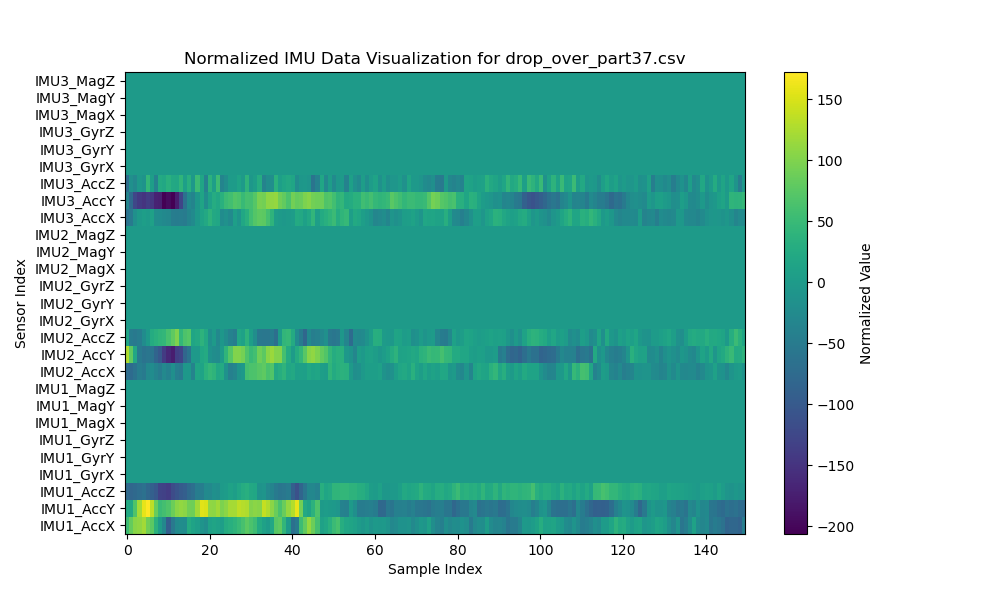 Normalized IMU Data Visualization for drop_over_part37.csv
IMU3_MagZ
IMU3_MagY
IMU3_MagX
IMU3_GyrZ
IMU3_GyrY
IMU3_GyrX
IMU3_AccZ
IMU3_AccY
IMU3_AccX
IMU2_MagZ
IMU2_MagY
IMU2_MagX
IMU2_GyrZ
IMU2_GyrY
IMU2_GyrX
IMU2_AccZ
IMU2_AccY
IMU2_AccX
IMU1_MagZ
IMU1_MagY
IMU1_MagX
IMU1_GyrZ
IMU1_GyrY
IMU1_GyrX
IMU1_AccZ
IMU1_AccY
IMU1_AccX
Sensor Index
0 20 40 60 80 100 120 140
Sample Index
150
100
50
0
−50
−100
−150
−200
Normalized Value